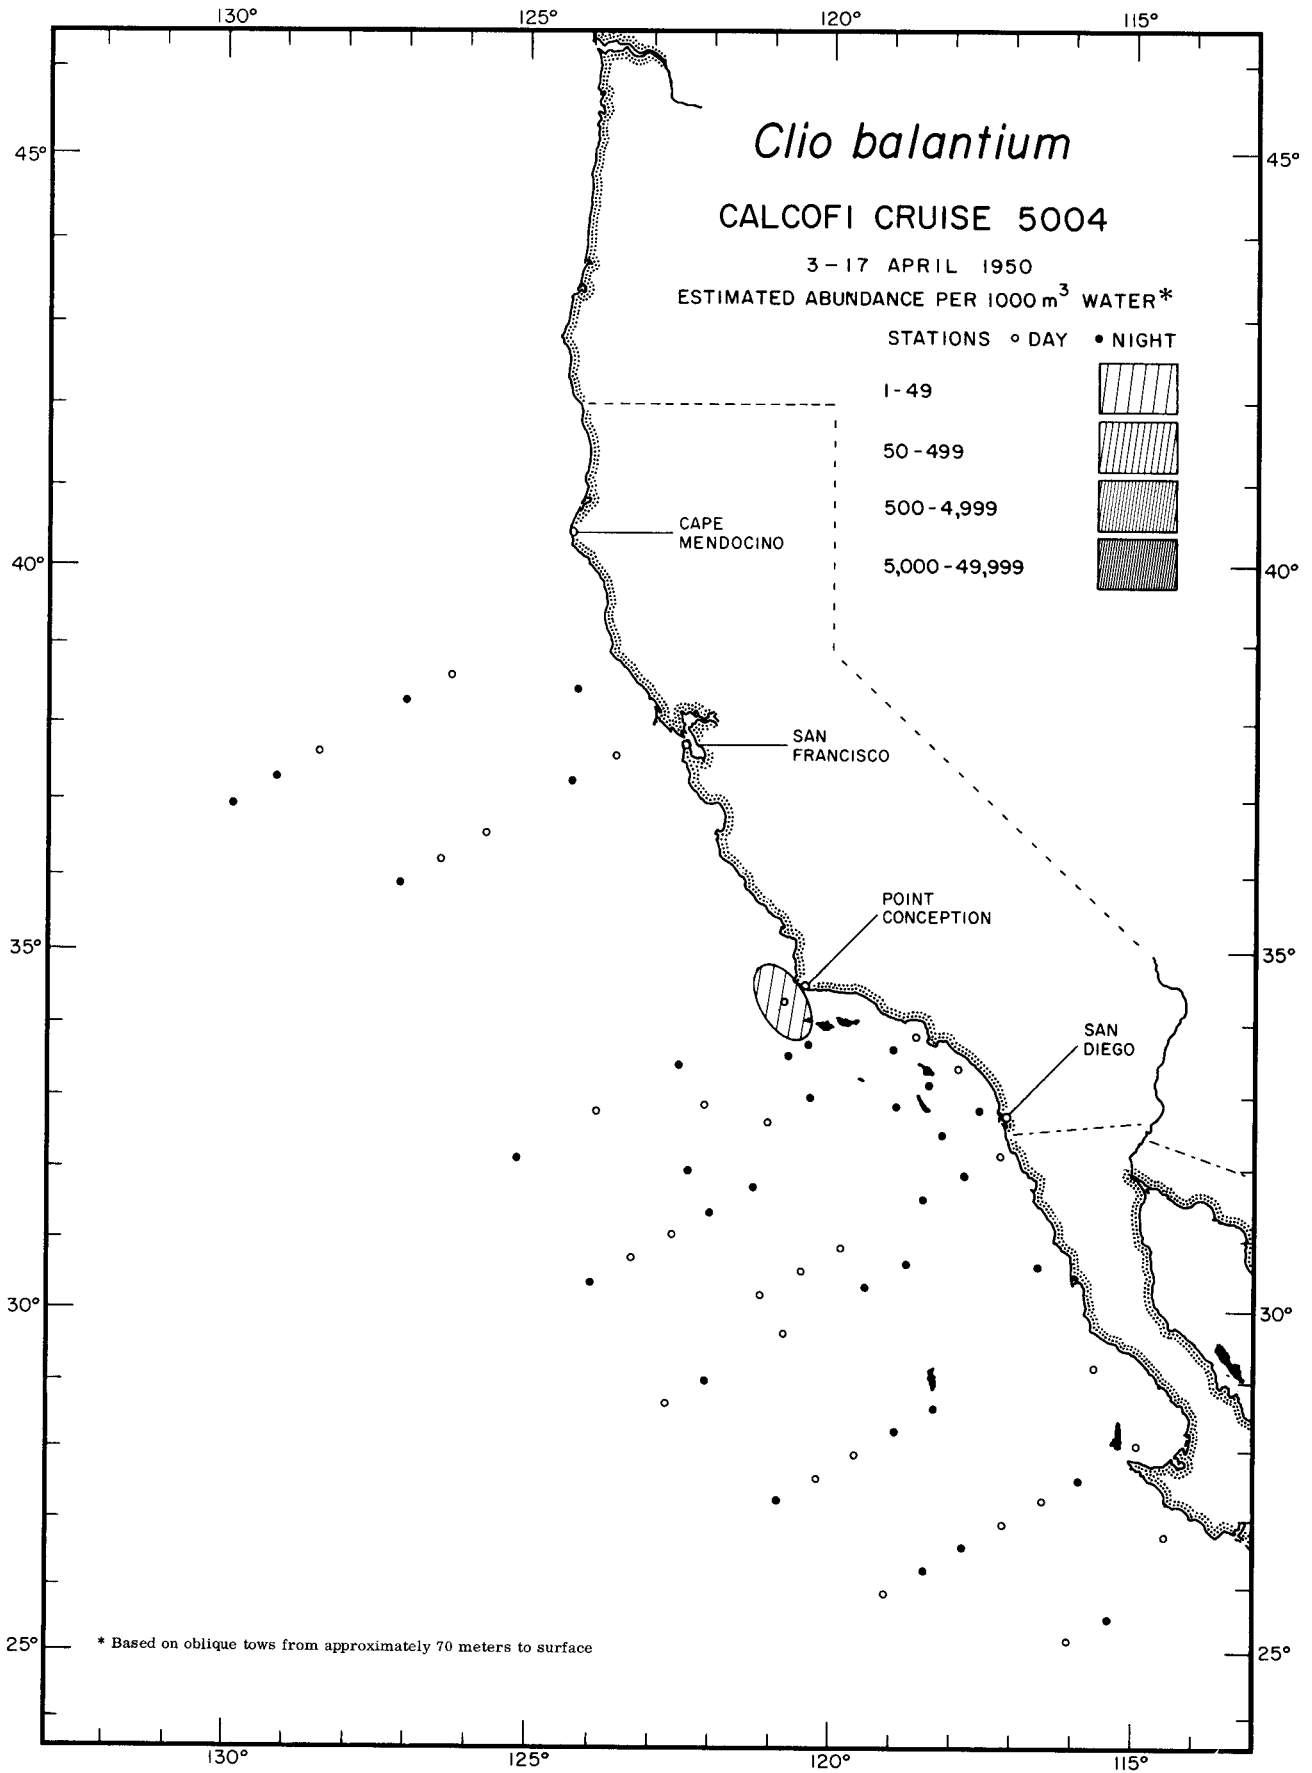 130°
125°
120°
115°
Clio balantium
45°
45°
CALCOFI CRUISE 5004
3-17 APRIL 1950
ESTIMATED ABUNDANCE PER 1000 m³ WATER*
STATIONS ○ DAY ● NIGHT
1-49
50-499
500-4,999
5,000-49,999
CAPE
MENDOCINO
40°
40°
SAN
FRANCISCO
POINT
CONCEPTION
35°
35°
SAN
DIEGO
30°
30°
25°
25°
* Based on oblique tows from approximately 70 meters to surface
130°
125°
120°
115°